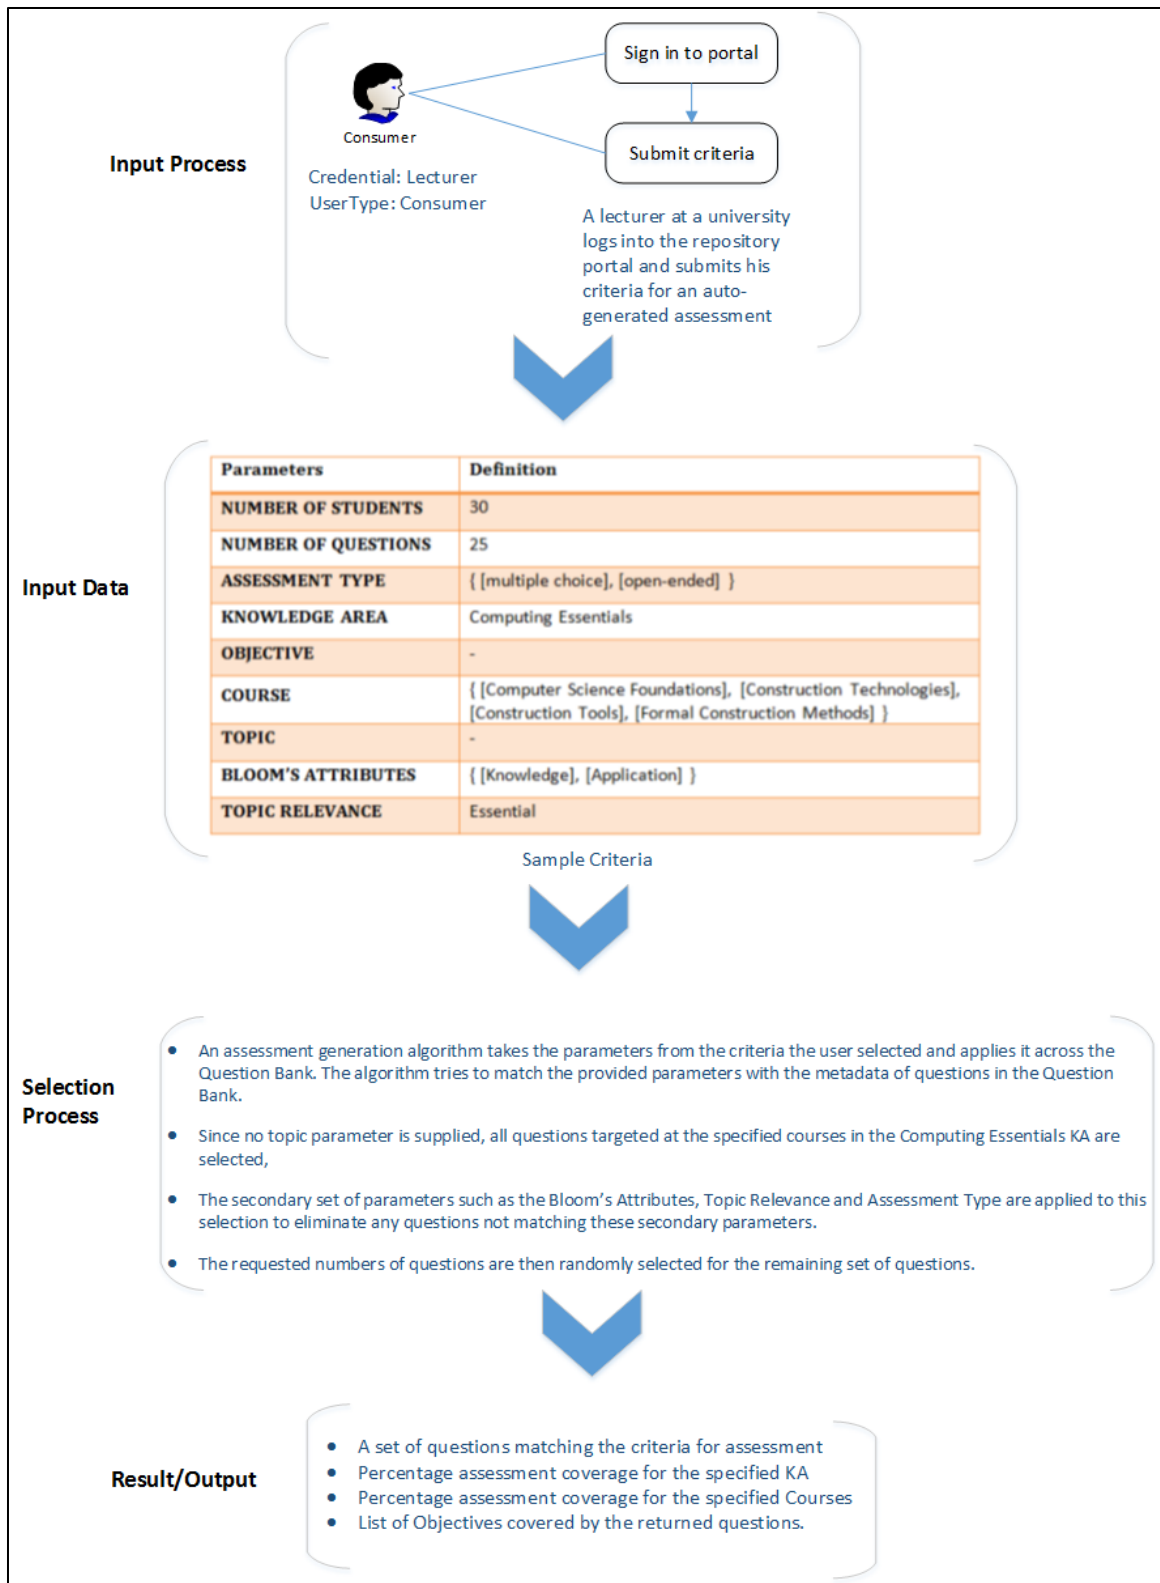 Sign in to portal
Consumer
Submit criteria
Input Process
Credential: Lecturer
UserType: Consumer
A lecturer at a university
logs into the repository
portal and submits his
criteria for an auto-
generated assessment
Input Data
Parameters Definition
NUMBER OF STUDENTS 30
NUMBER OF QUESTIONS 25
ASSESSMENT TYPE { [multiple choice], [open-ended] }
KNOWLEDGE AREA Computing Essentials
OBJECTIVE -
COURSE { [Computer Science Foundations], [Construction Technologies],
[Construction Tools], [Formal Construction Methods] }
TOPIC -
BLOOM'S ATTRIBUTES { [Knowledge], [Application] }
TOPIC RELEVANCE Essential
Sample Criteria
Selection
Process
• An assessment generation algorithm takes the parameters from the criteria the user selected and applies it across the
Question Bank. The algorithm tries to match the provided parameters with the metadata of questions in the Question
Bank.
• Since no topic parameter is supplied, all questions targeted at the specified courses in the Computing Essentials KA are
selected,
• The secondary set of parameters such as the Bloom's Attributes, Topic Relevance and Assessment Type are applied to this
selection to eliminate any questions not matching these secondary parameters.
• The requested numbers of questions are then randomly selected for the remaining set of questions.
Result/Output
• A set of questions matching the criteria for assessment
• Percentage assessment coverage for the specified KA
• Percentage assessment coverage for the specified Courses
• List of Objectives covered by the returned questions.